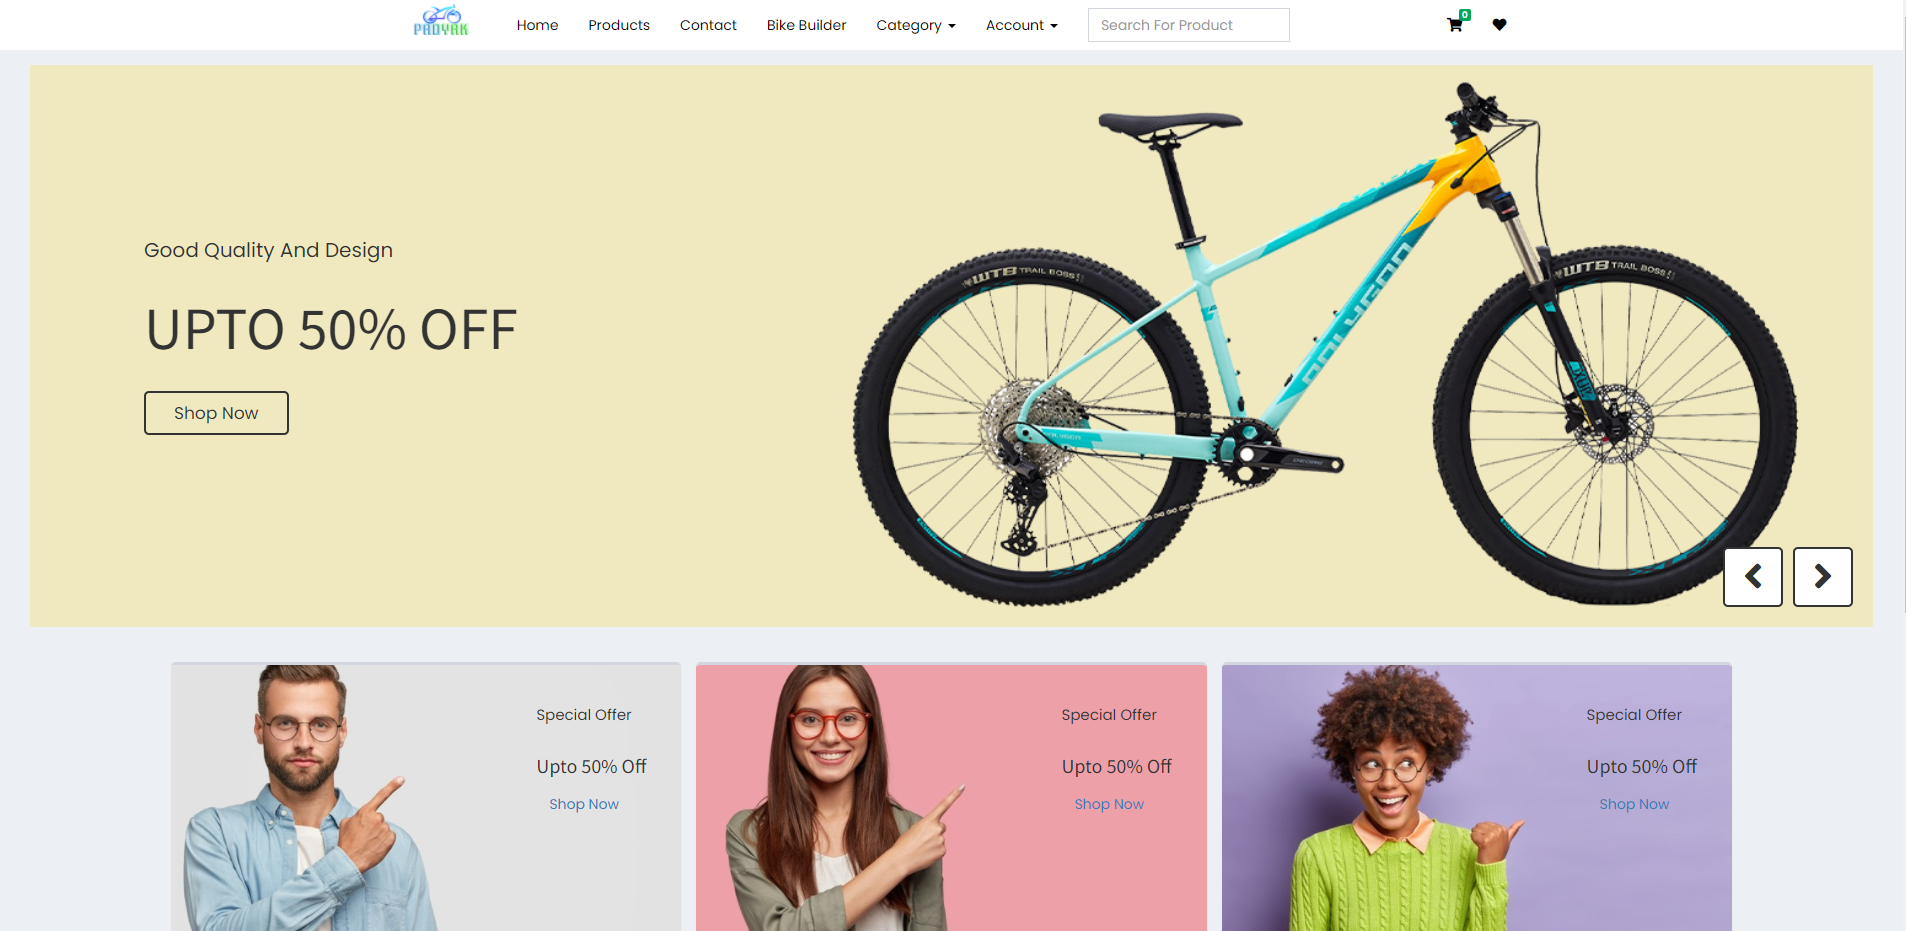 PADYAK
Home Products Contact Bike Builder Category Account Search For Product 0
Good Quality And Design
UPTO 50% OFF
Shop Now
WTB TRAIL BOSS
WTB TRAIL BOSS
POLYGON
Special Offer
Upto 50% Off
Shop Now
Special Offer
Upto 50% Off
Shop Now
Special Offer
Upto 50% Off
Shop Now